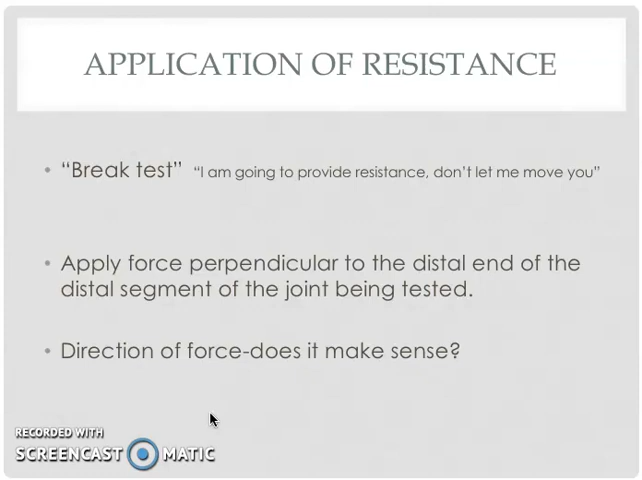 APPLICATION OF RESISTANCE
• “Break test” “I am going to provide resistance, don’t let me move you”
• Apply force perpendicular to the distal end of the
distal segment of the joint being tested.
• Direction of force-does it make sense?
RECORDED WITH
SCREENCAST MATIC